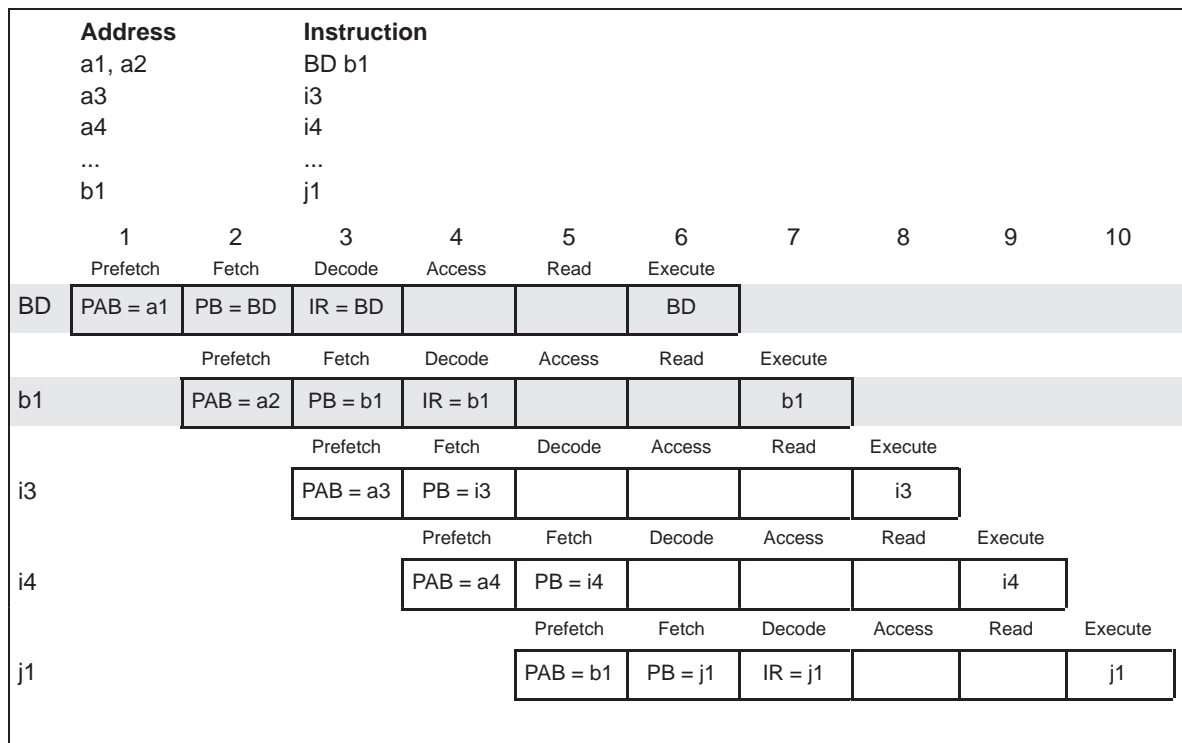 Address Instruction
a1, a2 BD b1
a3 i3
a4 i4
... ...
b1 j1
1 2 3 4 5 6 7 8 9 10
Prefetch Fetch Decode Access Read Execute
BD PAB = a1 PB = BD IR = BD BD
Prefetch Fetch Decode Access Read Execute
b1 PAB = a2 PB = b1 IR = b1 b1
Prefetch Fetch Decode Access Read Execute
i3 PAB = a3 PB = i3 i3
Prefetch Fetch Decode Access Read Execute
i4 PAB = a4 PB = i4 i4
Prefetch Fetch Decode Access Read Execute
j1 PAB = b1 PB = j1 IR = j1 j1